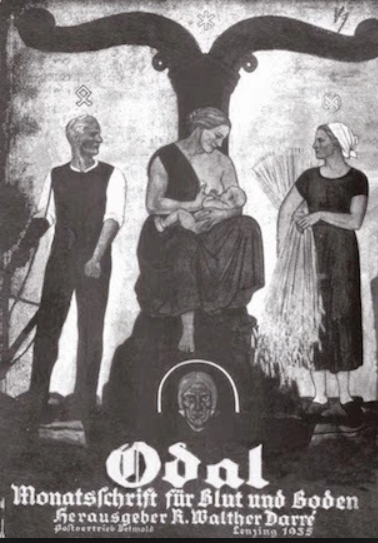 Odal
Monatsschrift für Blut und Boden
Herausgeber R. Walther Darré
Postvertrieb Detmold Lenzing 1935